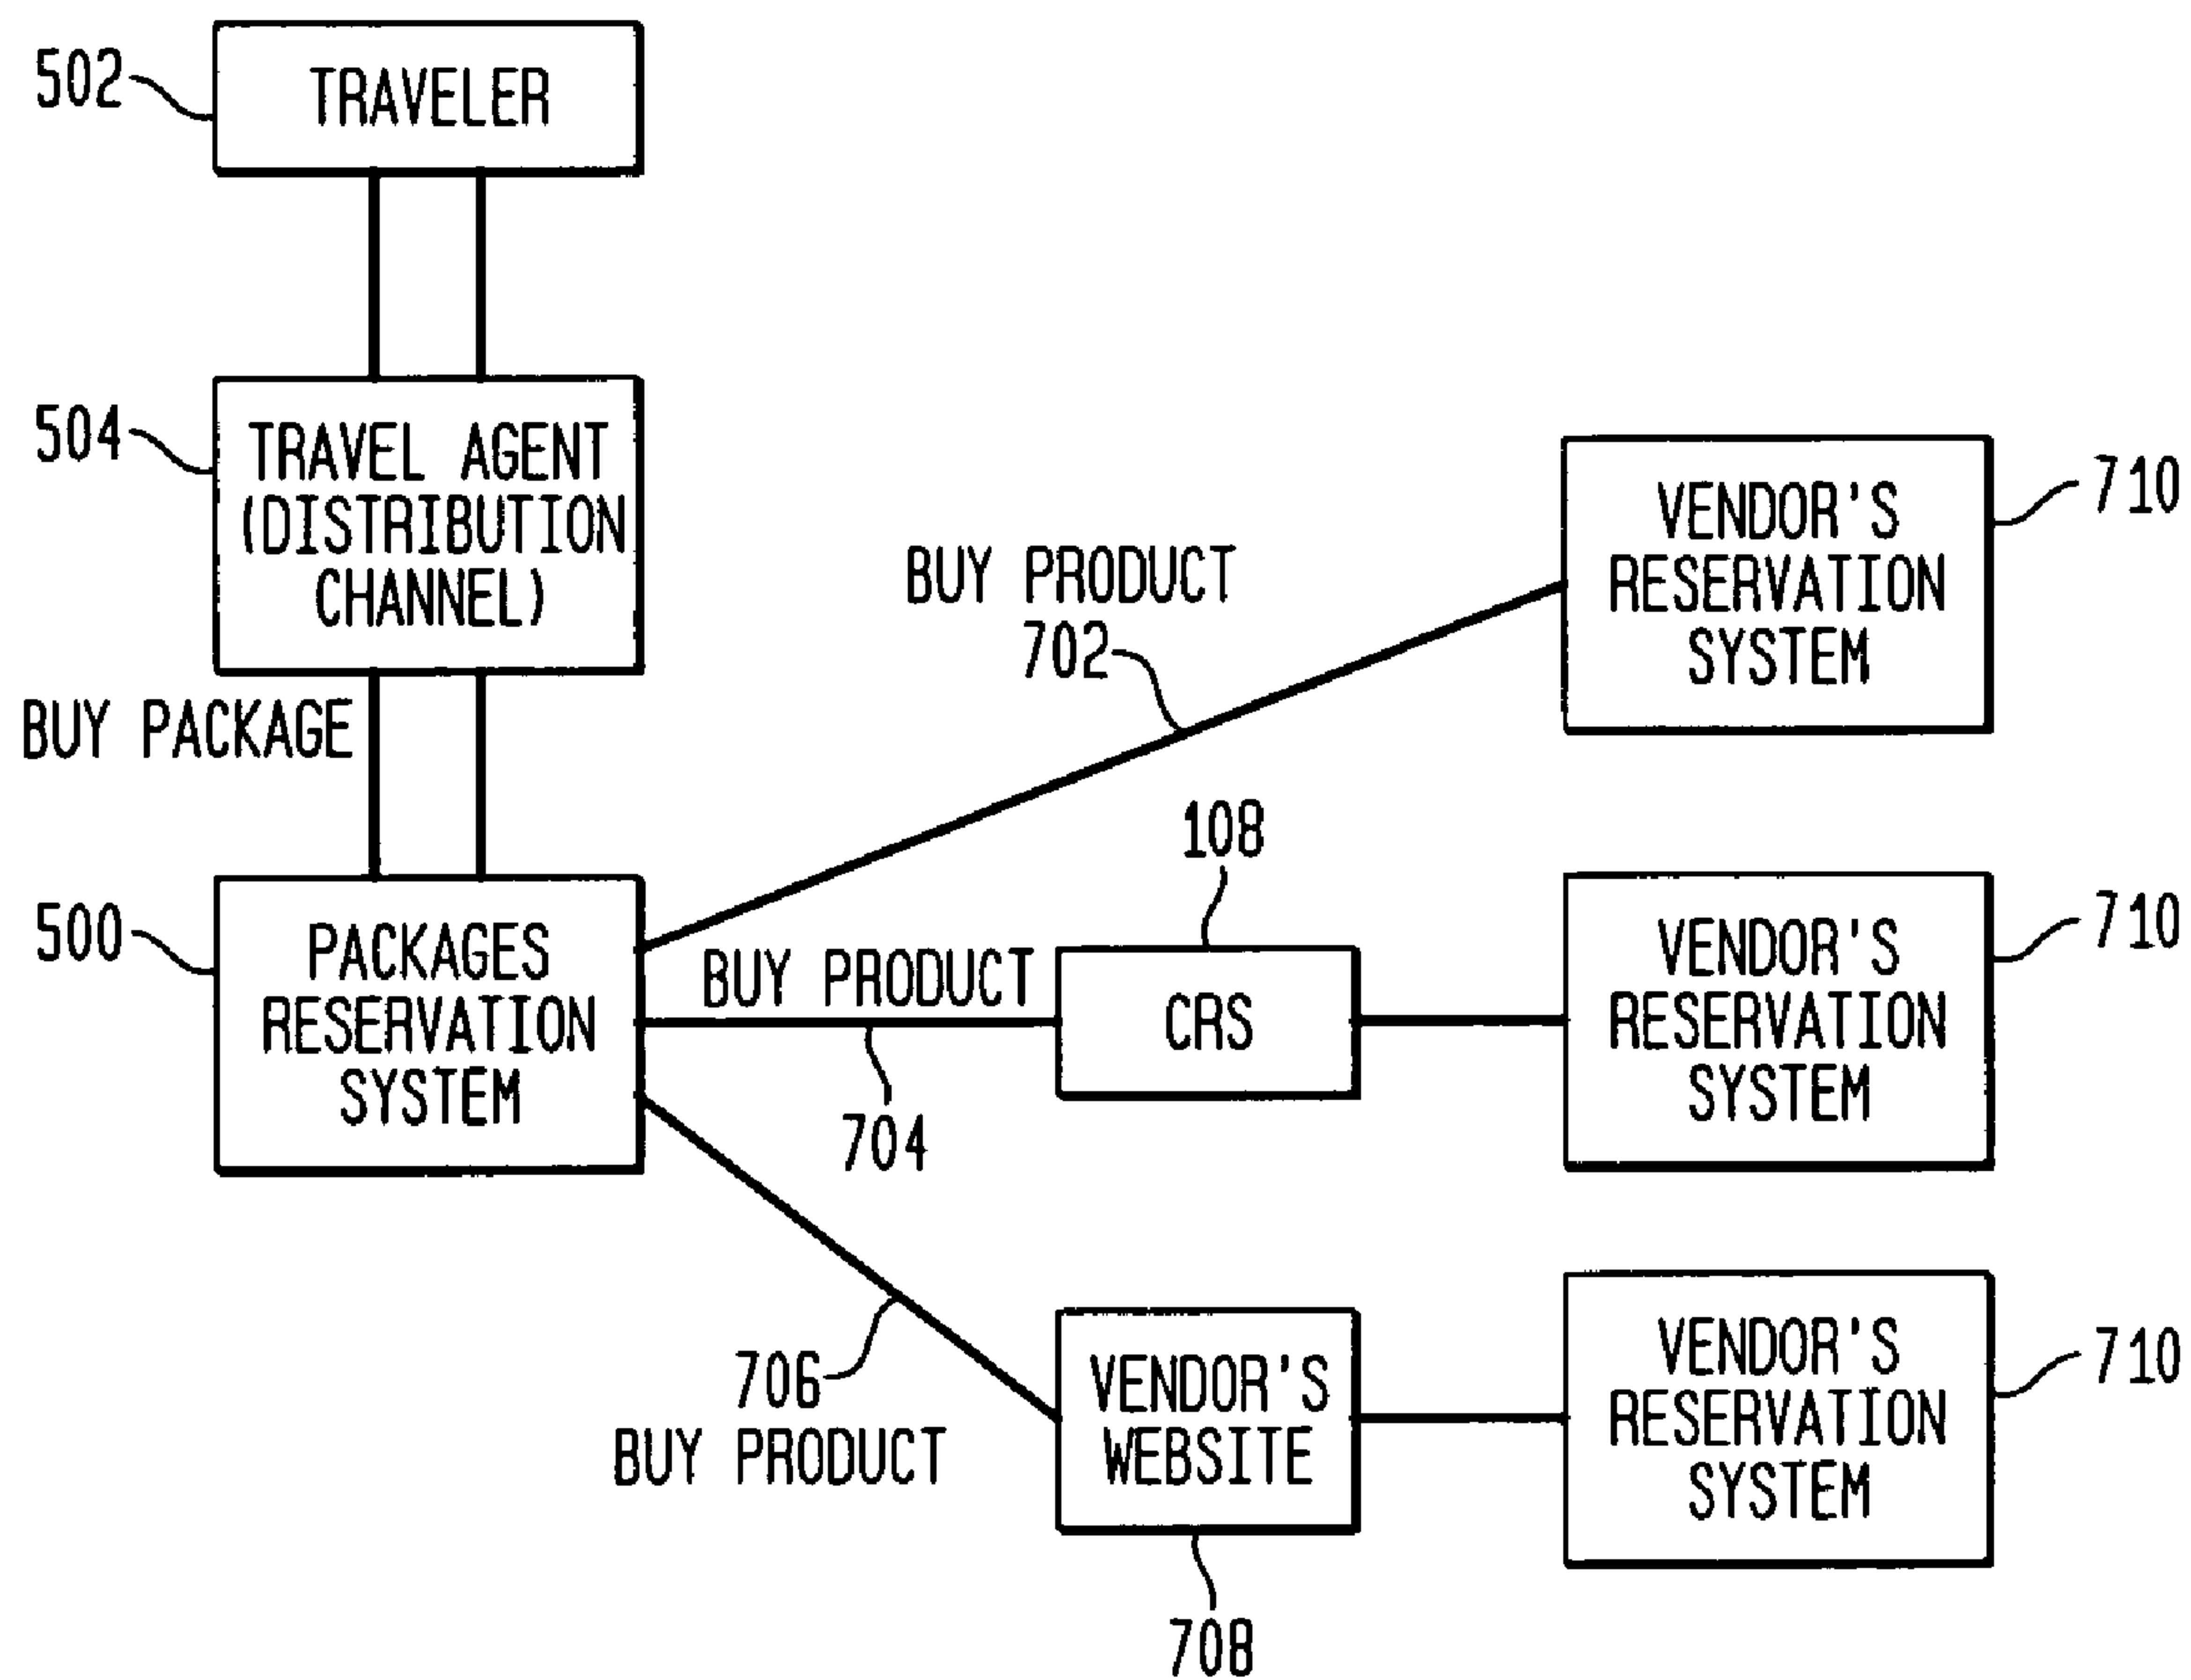 502
TRAVELER
504
TRAVEL AGENT
(DISTRIBUTION
CHANNEL)
BUY PACKAGE
500
PACKAGES
RESERVATION
SYSTEM
BUY PRODUCT
702
VENDOR'S
RESERVATION
SYSTEM
710
BUY PRODUCT
704
108
CRS
VENDOR'S
RESERVATION
SYSTEM
710
706
BUY PRODUCT
VENDOR'S
WEBSITE
708
VENDOR'S
RESERVATION
SYSTEM
710